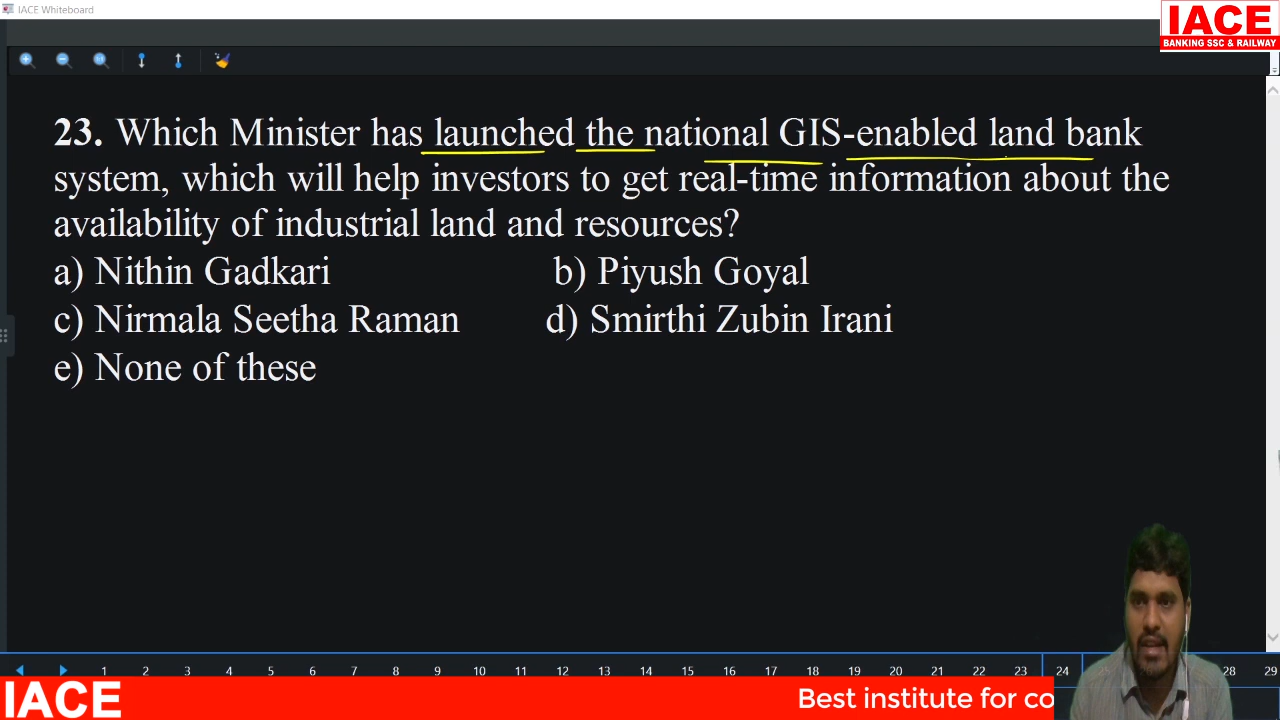 IACE Whiteboard
IACE
BANKING SSC & RAILWAY
23. Which Minister has launched the national GIS-enabled land bank
system, which will help investors to get real-time information about the
availability of industrial land and resources?
a) Nithin Gadkari b) Piyush Goyal
c) Nirmala Seetha Raman d) Smirthi Zubin Irani
e) None of these
1 2 3 4 5 6 7 8 9 10 11 12 13 14 15 16 17 18 19 20 21 22 23 24 28 29
IACE Best institute for co